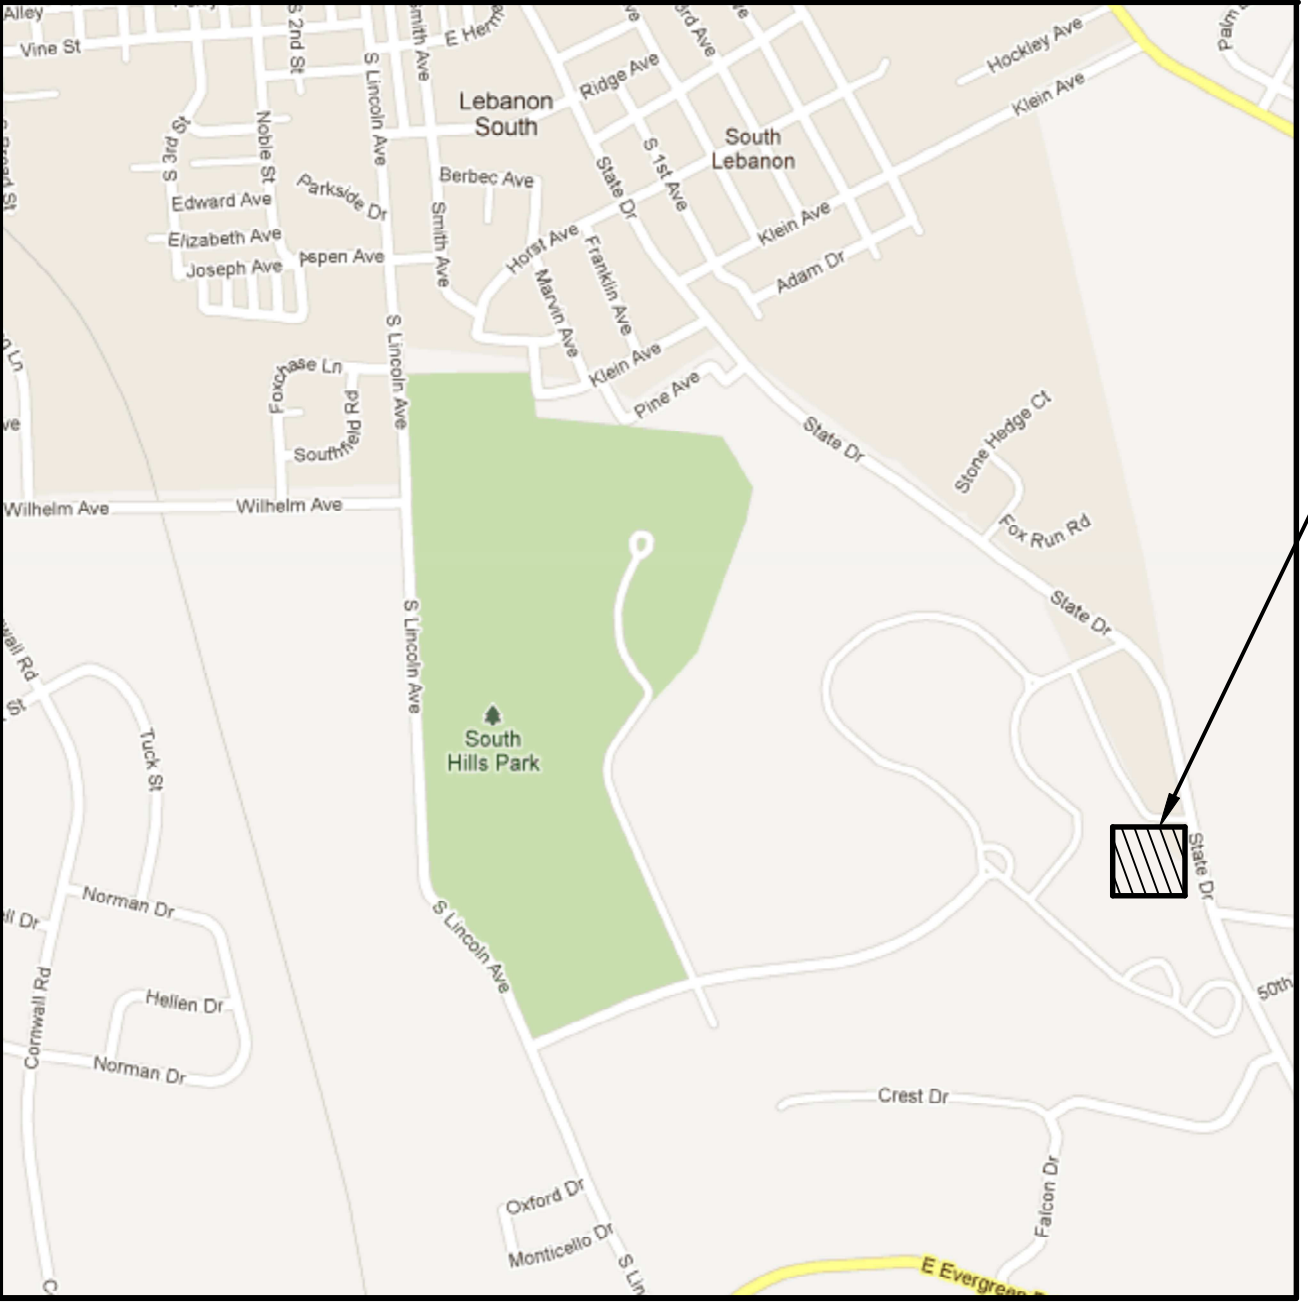 Alley
Vine St
S 2nd St
S Lincoln Ave
Smith Ave
Ridge Ave
Hockley Ave
Klein Ave
Lebanon
South
South
Lebanon
S 3rd St
Noble St
State Dr
S 1st Ave
Berbec Ave
Parkside Dr
Edward Ave
Smith Ave
Elizabeth Ave
Aspen Ave
Joseph Ave
Horst Ave
Klein Ave
Adam Dr
Marvin Ave
Franklin Ave
S Lincoln Ave
Foxchase Ln
Klein Ave
Pine Ave
Southfield Rd
State Dr
Stone Hedge Ct
Wilhelm Ave
Wilhelm Ave
Fox Run Rd
State Dr
S Lincoln Ave
South
Hills Park
Tuck St
State Dr
Norman Dr
S Lincoln Ave
Cornwall Rd
Hellen Dr
50th
Norman Dr
Crest Dr
Falcon Dr
Oxford Dr
Monticello Dr
S Lin
E Evergreen